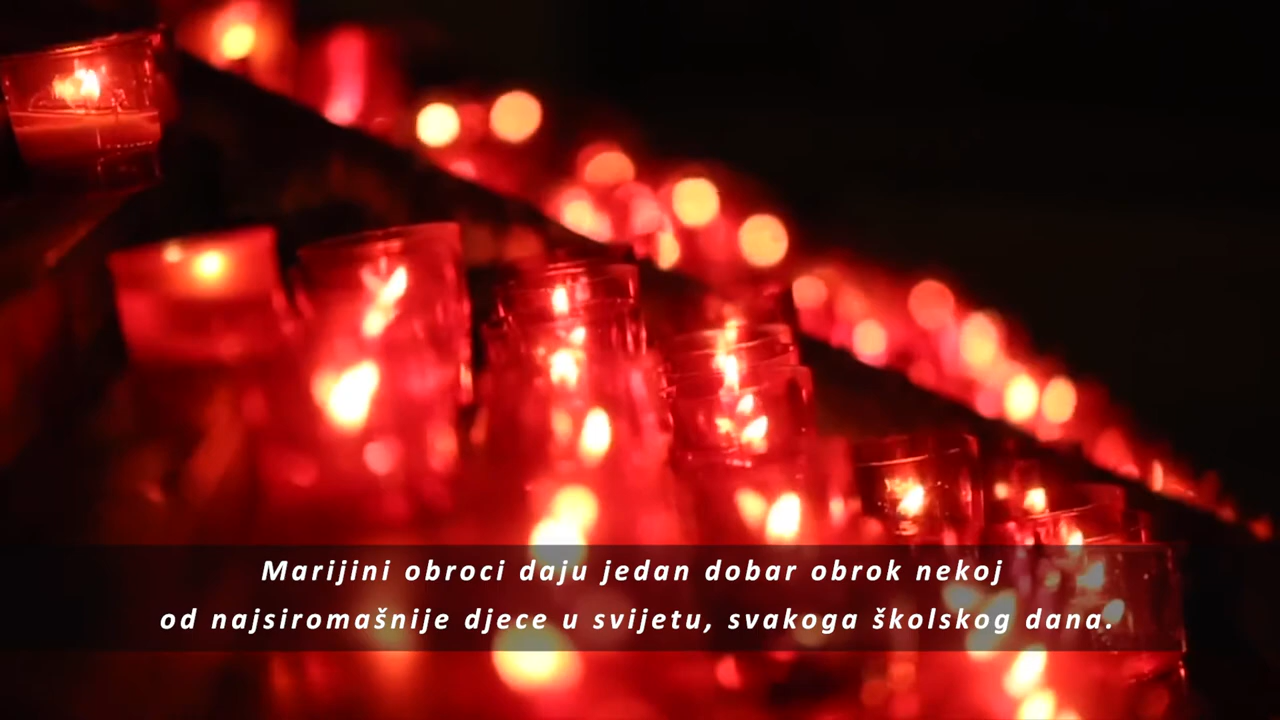 Marijini obroci daju jedan dobar obrok nekoj
od najsiromašnije djece u svijetu, svakoga školskog dana.